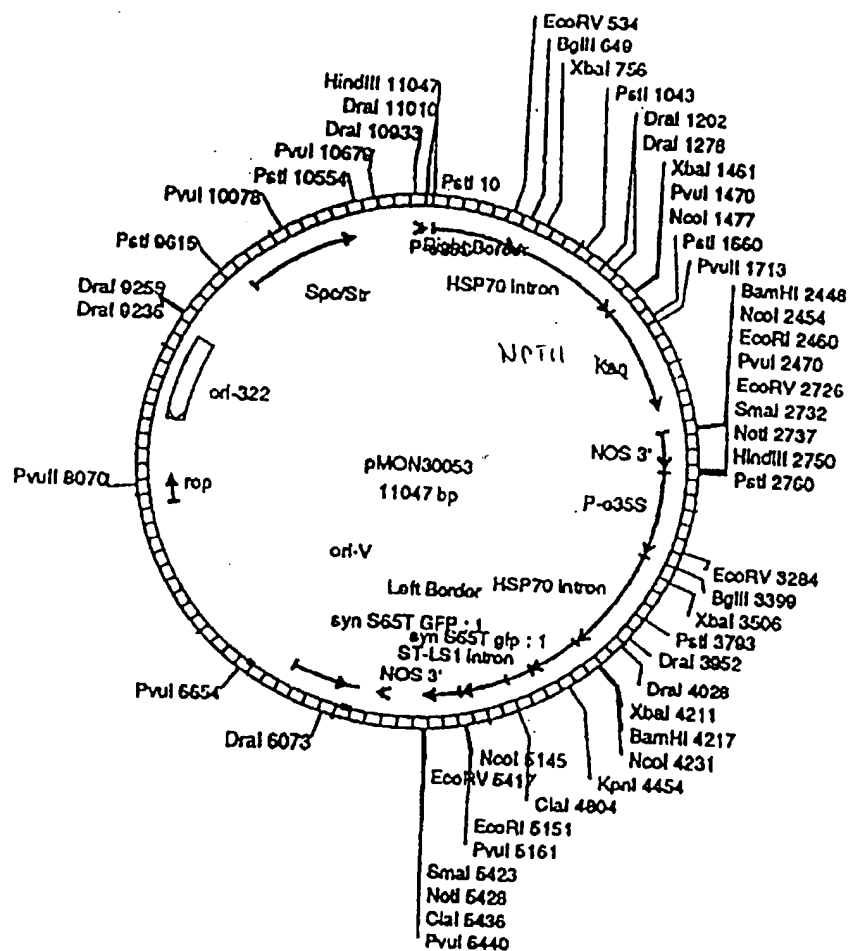 EcoRV 534
BglII 649
XbaI 756
PstI 1043
DraI 1202
DraI 1278
XbaI 1461
PvuI 1470
NcoI 1477
PstI 1660
PvuII 1713
BamHI 2448
NcoI 2454
EcoRI 2460
PvuI 2470
EcoRV 2726
SmaI 2732
NotI 2737
HindIII 2750
PstI 2760
HindIII 11047
DraI 11010
DraI 10933
PvuI 10679
PstI 10554
PvuI 10078
PstI 9615
DraI 9259
DraI 9236
PstI 10
Right Border
HSP70 Intron
Spc/Str
NPTII
Kan
ori-322
NOS 3'
pMON30053
11047 bp
P-e35S
PvuII 8070
rop
ori-V
Left Border
HSP70 Intron
syn S65T GFP : 1
syn S65T gfp : 1
ST-LS1 Intron
NOS 3'
EcoRV 3284
BglII 3399
XbaI 3506
PstI 3793
DraI 3952
DraI 4028
XbaI 4211
BamHI 4217
NcoI 4231
KpnI 4454
ClaI 4804
PvuI 6654
DraI 6073
NcoI 5145
EcoRV 5417
EcoRI 5151
PvuI 5161
SmaI 5423
NotI 5428
ClaI 5436
PvuI 5440